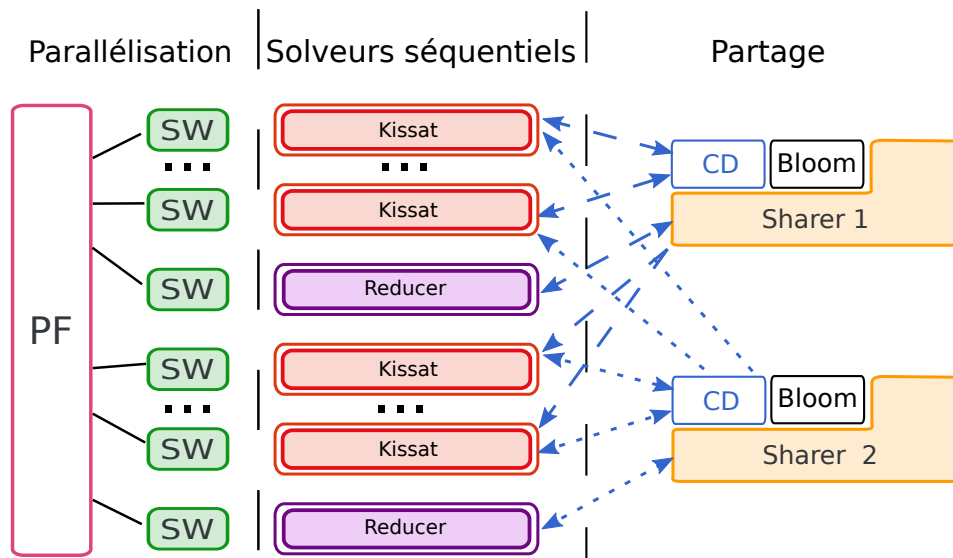 Parallélisation
Solveurs séquentiels
Partage
PF
SW
SW
SW
SW
SW
SW
Kissat
Kissat
Reducer
Kissat
Kissat
Reducer
CD
Bloom
Sharer 1
CD
Bloom
Sharer 2